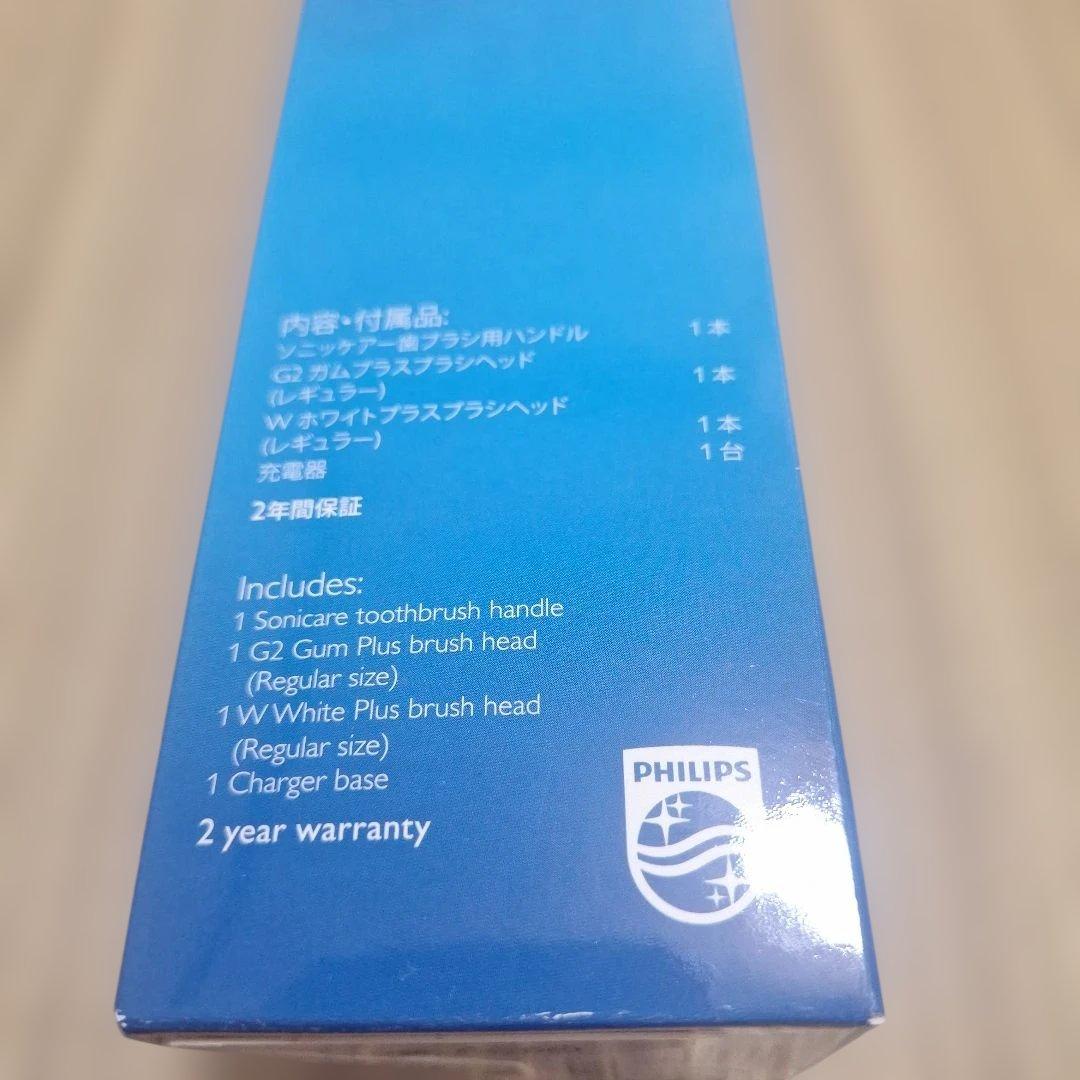 内容・付属品:
ソニッケアー歯ブラシ用ハンドル 1本
G2 ガムプラスブラシヘッド
(レギュラー) 1本
W ホワイトプラスブラシヘッド
(レギュラー) 1本
充電器 1台
2年間保証
Includes:
1 Sonicare toothbrush handle
1 G2 Gum Plus brush head
(Regular size)
1 W White Plus brush head
(Regular size)
1 Charger base
2 year warranty
PHILIPS